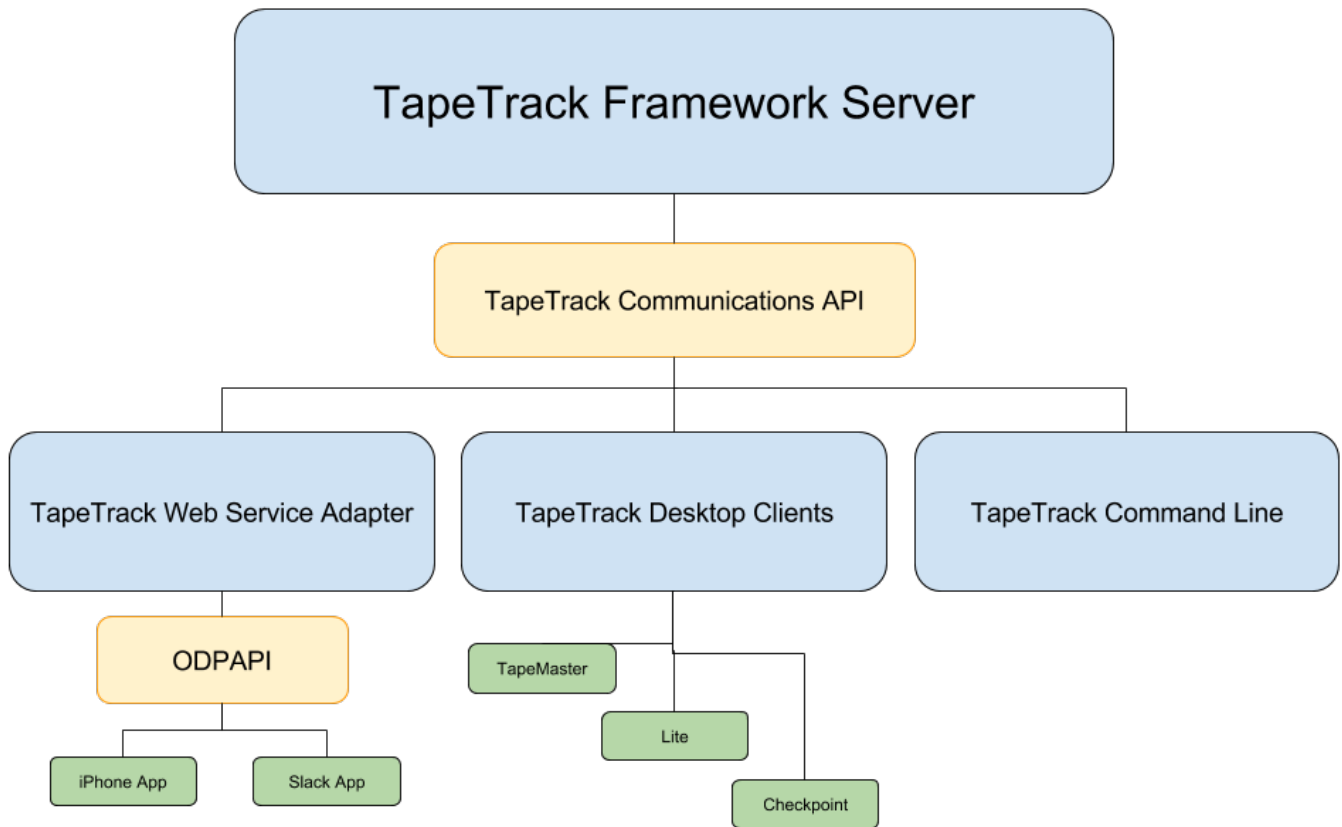 TapeTrack Framework Server
TapeTrack Communications API
TapeTrack Web Service Adapter
TapeTrack Desktop Clients
TapeTrack Command Line
ODPAPI
TapeMaster
Lite
iPhone App
Slack App
Checkpoint